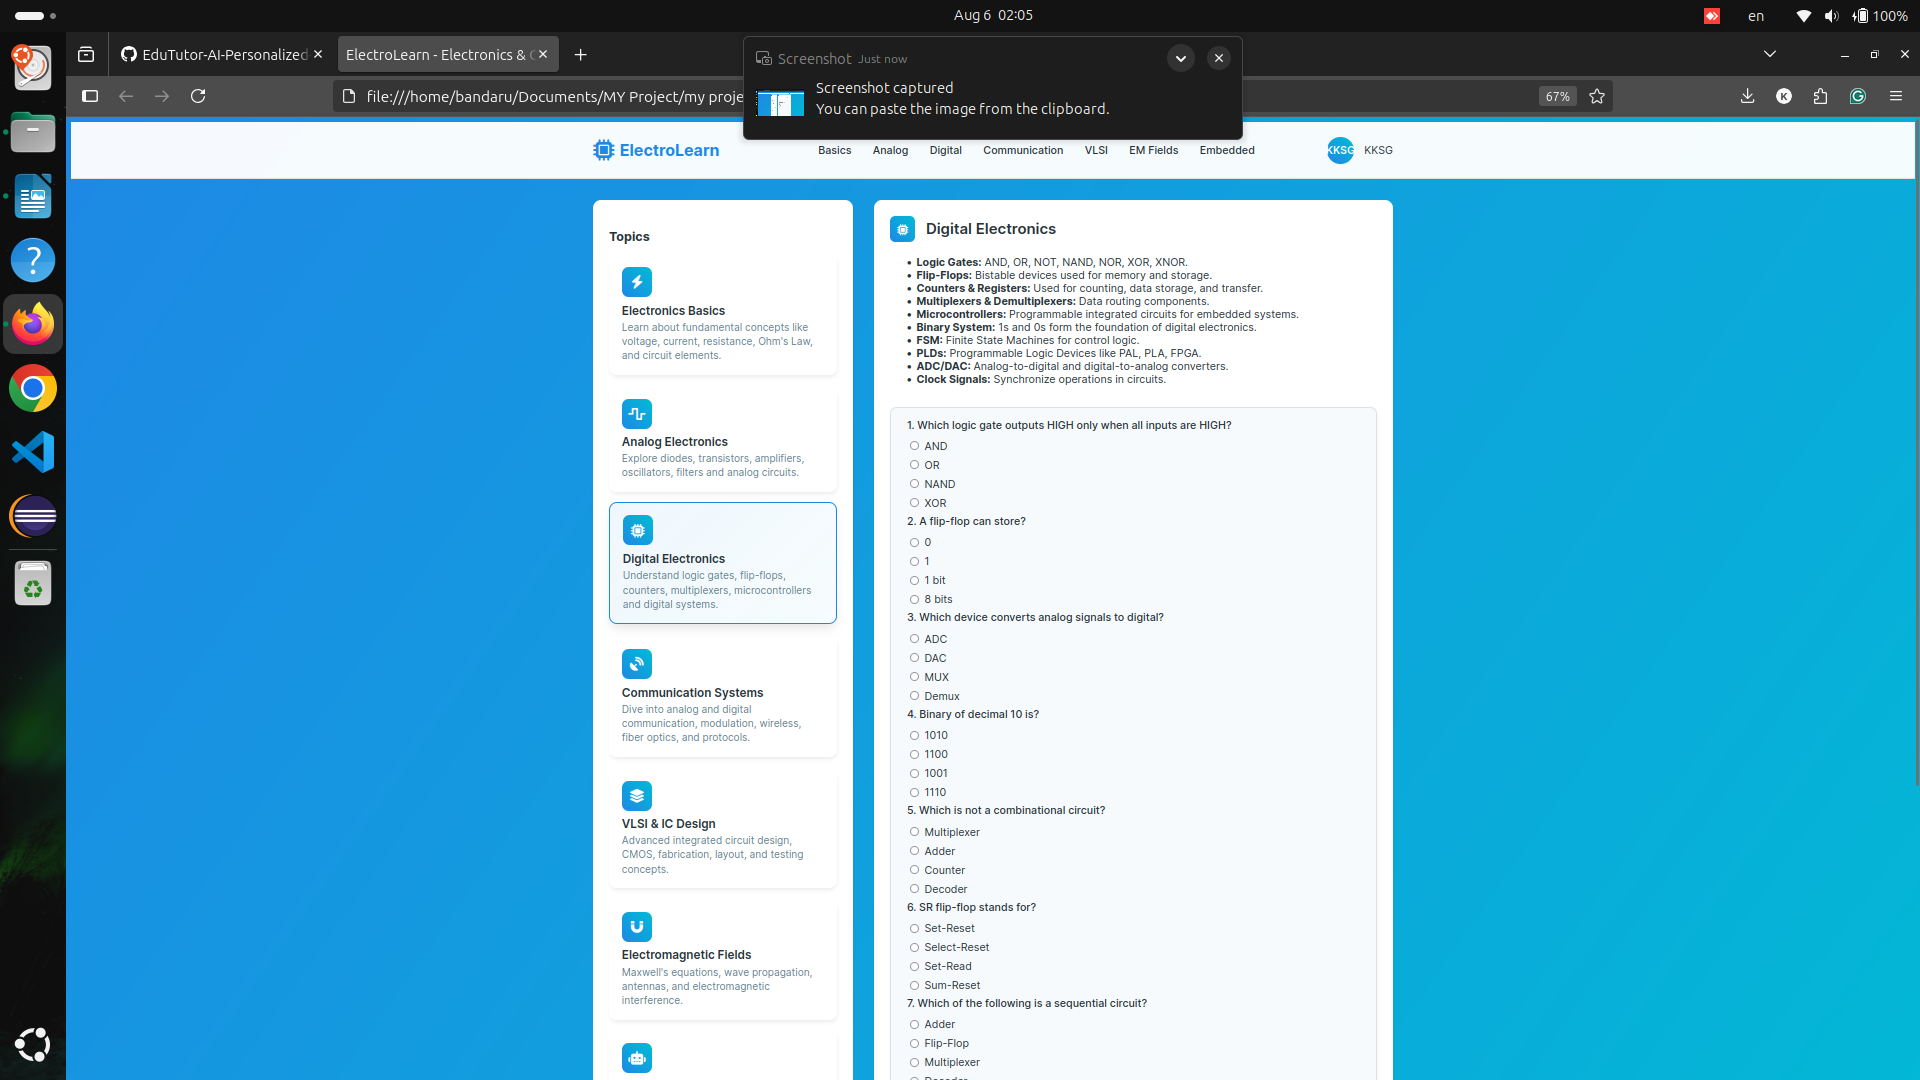 Aug 6 02:05
en
100%
EduTutor-AI-Personalized
ElectroLearn - Electronics &
file:///home/bandaru/Documents/MY Project/my proje
67%
K
Screenshot Just now
Screenshot captured
You can paste the image from the clipboard.
ElectroLearn
Basics
Analog
Digital
Communication
VLSI
EM Fields
Embedded
KKSG
KKSG
Topics
Electronics Basics
Learn about fundamental concepts like
voltage, current, resistance, Ohm's Law,
and circuit elements.
Analog Electronics
Explore diodes, transistors, amplifiers,
oscillators, filters and analog circuits.
Digital Electronics
Understand logic gates, flip-flops,
counters, multiplexers, microcontrollers
and digital systems.
Communication Systems
Dive into analog and digital
communication, modulation, wireless,
fiber optics, and protocols.
VLSI & IC Design
Advanced integrated circuit design,
CMOS, fabrication, layout, and testing
concepts.
Electromagnetic Fields
Maxwell's equations, wave propagation,
antennas, and electromagnetic
interference.
Digital Electronics
• Logic Gates: AND, OR, NOT, NAND, NOR, XOR, XNOR.
• Flip-Flops: Bistable devices used for memory and storage.
• Counters & Registers: Used for counting, data storage, and transfer.
• Multiplexers & Demultiplexers: Data routing components.
• Microcontrollers: Programmable integrated circuits for embedded systems.
• Binary System: 1s and 0s form the foundation of digital electronics.
• FSM: Finite State Machines for control logic.
• PLDs: Programmable Logic Devices like PAL, PLA, FPGA.
• ADC/DAC: Analog-to-digital and digital-to-analog converters.
• Clock Signals: Synchronize operations in circuits.
1. Which logic gate outputs HIGH only when all inputs are HIGH?
AND
OR
NAND
XOR
2. A flip-flop can store?
0
1
1 bit
8 bits
3. Which device converts analog signals to digital?
ADC
DAC
MUX
Demux
4. Binary of decimal 10 is?
1010
1100
1001
1110
5. Which is not a combinational circuit?
Multiplexer
Adder
Counter
Decoder
6. SR flip-flop stands for?
Set-Reset
Select-Reset
Set-Read
Sum-Reset
7. Which of the following is a sequential circuit?
Adder
Flip-Flop
Multiplexer